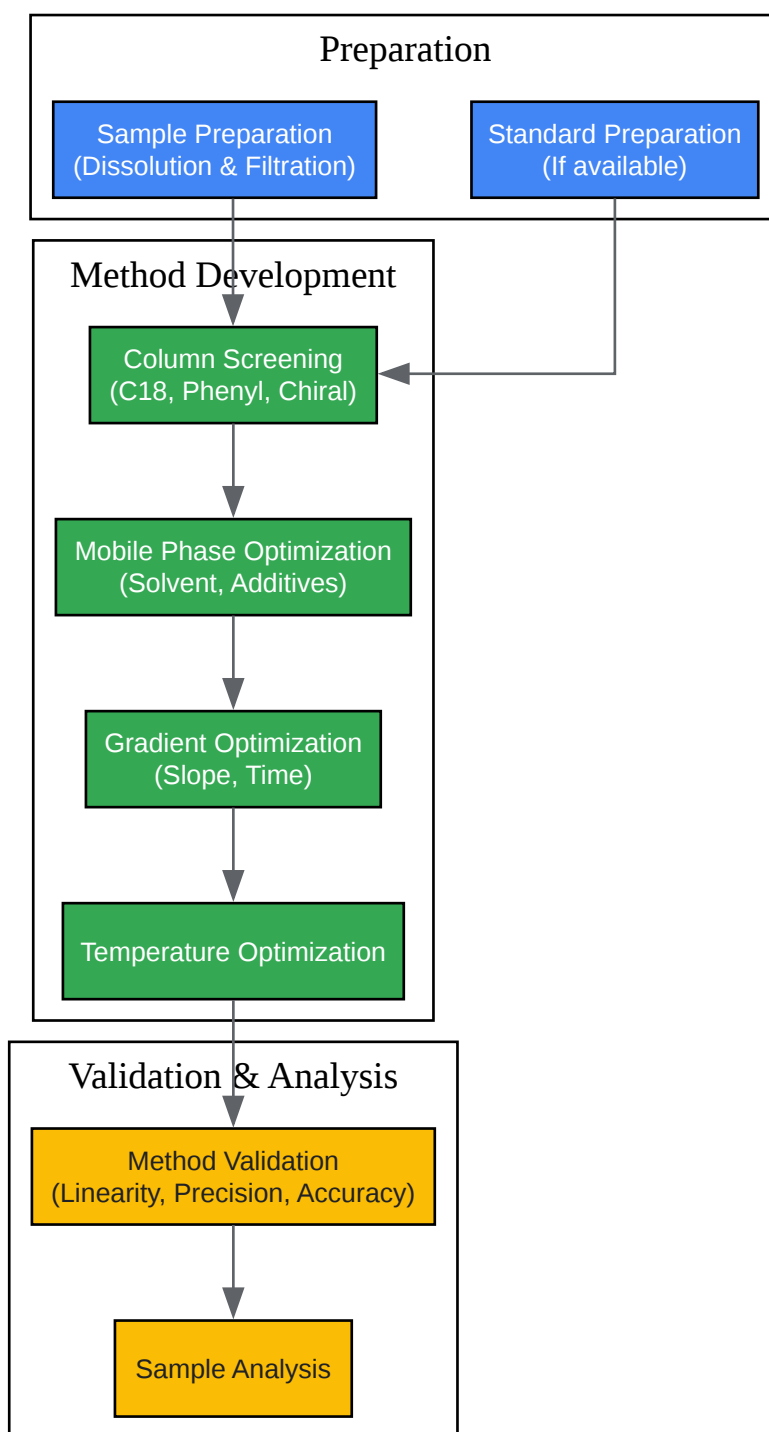 Preparation
Sample Preparation
(Dissolution & Filtration)
Standard Preparation
(If available)
Method Development
Column Screening
(C18, Phenyl, Chiral)
Mobile Phase Optimization
(Solvent, Additives)
Gradient Optimization
(Slope, Time)
Temperature Optimization
Validation & Analysis
Method Validation
(Linearity, Precision, Accuracy)
Sample Analysis